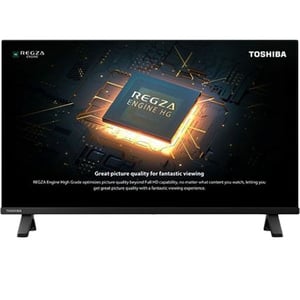 REGZA
ENGINE
TOSHIBA
REGZA
ENGINE HG
Great picture quality for fantastic viewing
REGZA Engine High Grade optimizes picture quality beyond Full HD capability, no matter what content you watch, letting you
get great picture quality with a fantastic viewing experience.
TOSHIBA